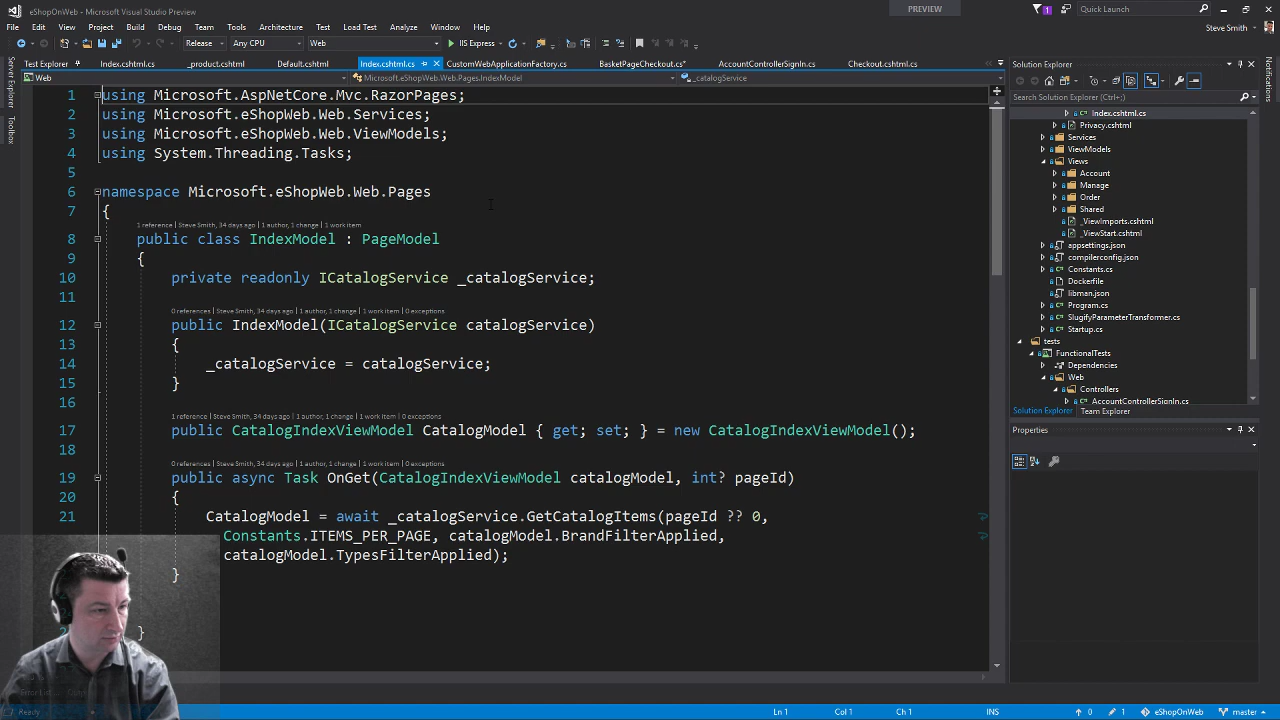 eShopOnWeb - Microsoft Visual Studio Preview
PREVIEW
1
Quick Launch
File Edit View Project Build Debug Team Tools Architecture Test Load Test Analyze Window Help
Steve Smith
Release Any CPU Web IIS Express
Test Explorer Index.cshtml.cs _product.cshtml Default.cshtml Index.cshtml.cs CustomWebApplicationFactory.cs BasketPageCheckout.cs* AccountControllerSignIn.cs Checkout.cshtml.cs
Web Microsoft.eShopWeb.Web.Pages.IndexModel _catalogService
Server Explorer
Toolbox
1 using Microsoft.AspNetCore.Mvc.RazorPages;
2 using Microsoft.eShopWeb.Web.Services;
3 using Microsoft.eShopWeb.Web.ViewModels;
4 using System.Threading.Tasks;
5
6 namespace Microsoft.eShopWeb.Web.Pages
7 {
1 reference | Steve Smith, 34 days ago | 1 author, 1 change | 1 work item
8 public class IndexModel : PageModel
9 {
10 private readonly ICatalogService _catalogService;
11
0 references | Steve Smith, 34 days ago | 1 author, 1 change | 1 work item | 0 exceptions
12 public IndexModel(ICatalogService catalogService)
13 {
14 _catalogService = catalogService;
15 }
16
1 reference | Steve Smith, 34 days ago | 1 author, 1 change | 1 work item | 0 exceptions
17 public CatalogIndexViewModel CatalogModel { get; set; } = new CatalogIndexViewModel();
18
0 references | Steve Smith, 34 days ago | 1 author, 1 change | 1 work item | 0 exceptions
19 public async Task OnGet(CatalogIndexViewModel catalogModel, int? pageId)
20 {
21 CatalogModel = await _catalogService.GetCatalogItems(pageId ?? 0,
Constants.ITEMS_PER_PAGE, catalogModel.BrandFilterApplied,
catalogModel.TypesFilterApplied);
}
}
Solution Explorer
Search Solution Explorer
Index.cshtml.cs
Privacy.cshtml
Services
ViewModels
Views
Account
Manage
Order
Shared
_ViewImports.cshtml
_ViewStart.cshtml
appsettings.json
compilerconfig.json
Constants.cs
Dockerfile
libman.json
Program.cs
SlugifyParameterTransformer.cs
Startup.cs
tests
FunctionalTests
Dependencies
Web
Controllers
AccountControllerSignIn.cs
Solution Explorer Team Explorer
Properties
Notifications
Error List
Ready Ln 1 Col 1 Ch 1 INS 0 1 eShopOnWeb master